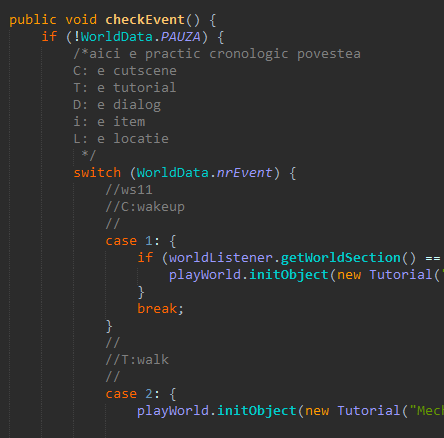 public void checkEvent() {
if (!WorldData.PAUZA) {
/*aici e practic cronologic povestea
C: e cutscene
T: e tutorial
D: e dialog
i: e item
L: e locatie
*/
switch (WorldData.nrEvent) {
//ws11
//C:wakeup
//
case 1: {
if (worldListener.getWorldSection() ==
playWorld.initObject(new Tutorial("
}
break;
}
//
//T:walk
//
case 2: {
playWorld.initObject(new Tutorial("Mech